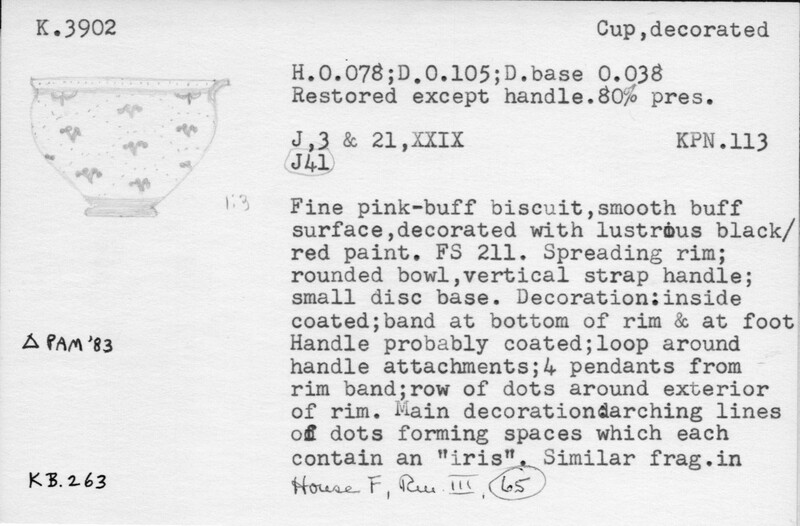 K.3902
Cup,decorated
H.0.078;D.0.105;D.base 0.038
Restored except handle.80% pres.
J,3 & 21,XXIX KPN.113
J41
1:3
Fine pink-buff biscuit,smooth buff
surface,decorated with lustrous black/
red paint. FS 211. Spreading rim;
rounded bowl,vertical strap handle;
small disc base. Decoration:inside
coated;band at bottom of rim & at foot
Handle probably coated;loop around
handle attachments;4 pendants from
rim band;row of dots around exterior
of rim. Main decorationdarching lines
of dots forming spaces which each
contain an "iris". Similar frag.in
House F, Rm. III, 65
Δ PAM '83
KB.263